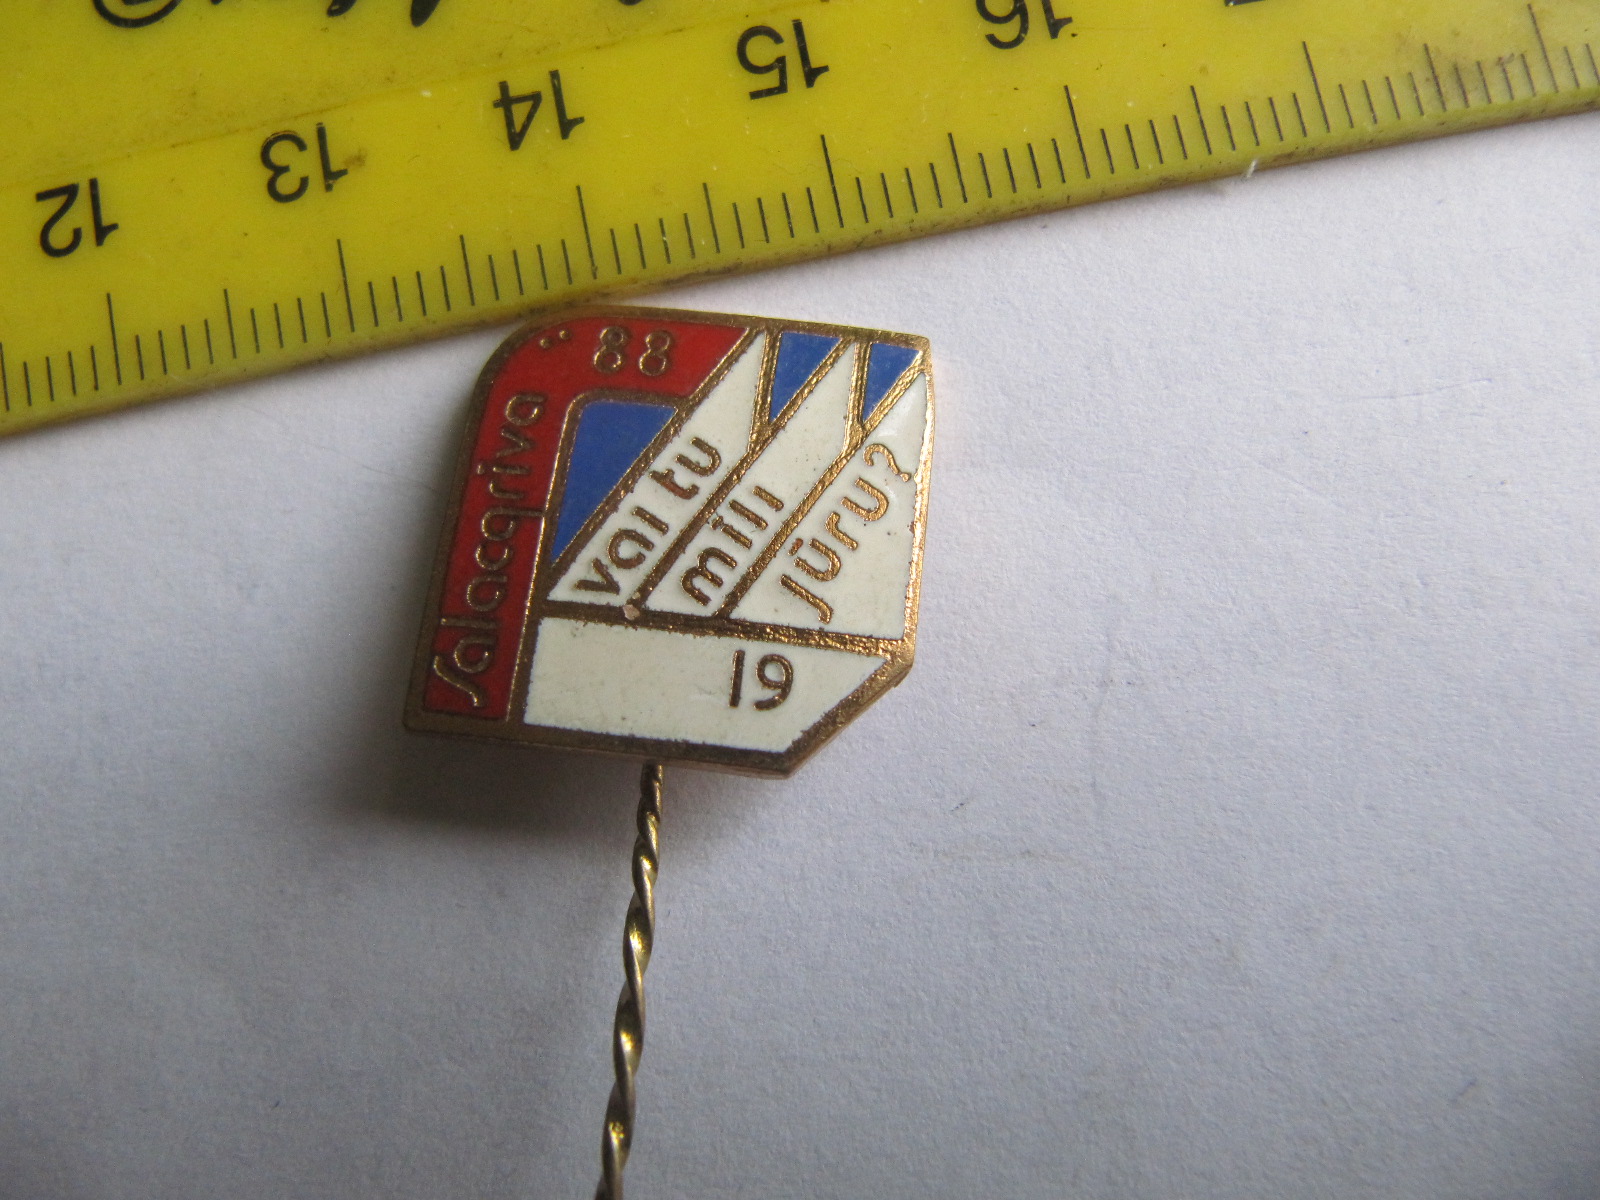 12 13 14 15 16
Salacgrīva
88
vai tu
mīli
jūru?
19